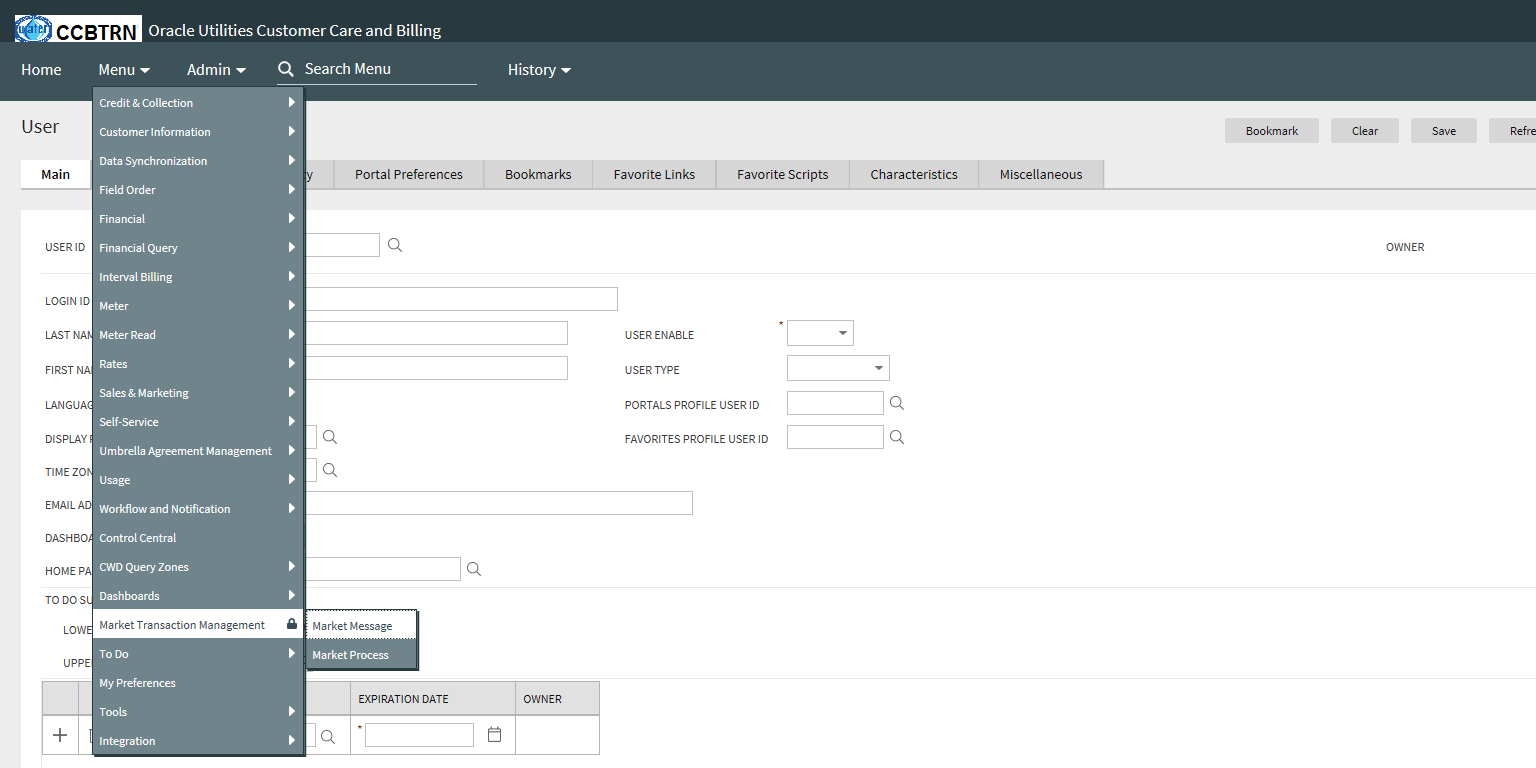 water CCBTRN Oracle Utilities Customer Care and Billing
Home Menu Admin Search Menu History
User
Bookmark Clear Save Refre
Main y Portal Preferences Bookmarks Favorite Links Favorite Scripts Characteristics Miscellaneous
Credit & Collection
Customer Information
Data Synchronization
Field Order
Financial
Financial Query
Interval Billing
Meter
Meter Read
Rates
Sales & Marketing
Self-Service
Umbrella Agreement Management
Usage
Workflow and Notification
Control Central
CWD Query Zones
Dashboards
Market Transaction Management
To Do
My Preferences
Tools
Integration
Market Message
Market Process
USER ID OWNER
LOGIN ID
LAST NAM USER ENABLE *
FIRST NA USER TYPE
LANGUAG PORTALS PROFILE USER ID
DISPLAY FAVORITES PROFILE USER ID
TIME ZON
EMAIL AD
DASHBOA
HOME PA
TO DO SU
LOWE
UPPE
EXPIRATION DATE OWNER
*